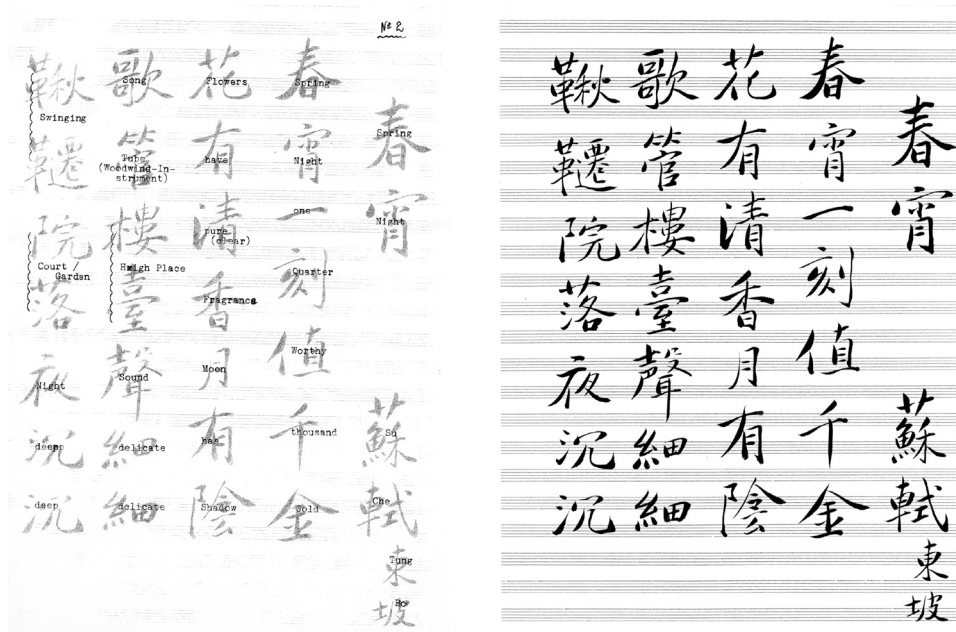 № 2
春宵
蘇軾
東坡
Spring
Night
Su
Che
Tung
Po
春宵一刻值千金
Spring
Night
one
Quarter
Worthy
thousand
Gold
花有清香月有陰
Flowers
have
pure
(clear)
Fragrance
Moon
has
Shadow
歌管樓臺聲細細
Song
Tube
(Woodwind-In-
strument)
High Place
Sound
delicate
delicate
鞦韆院落夜沉沉
Swinging
Court /
Garden
Night
deep
deep
春宵
蘇軾
東坡
春宵一刻值千金
花有清香月有陰
歌管樓臺聲細細
鞦韆院落夜沉沉